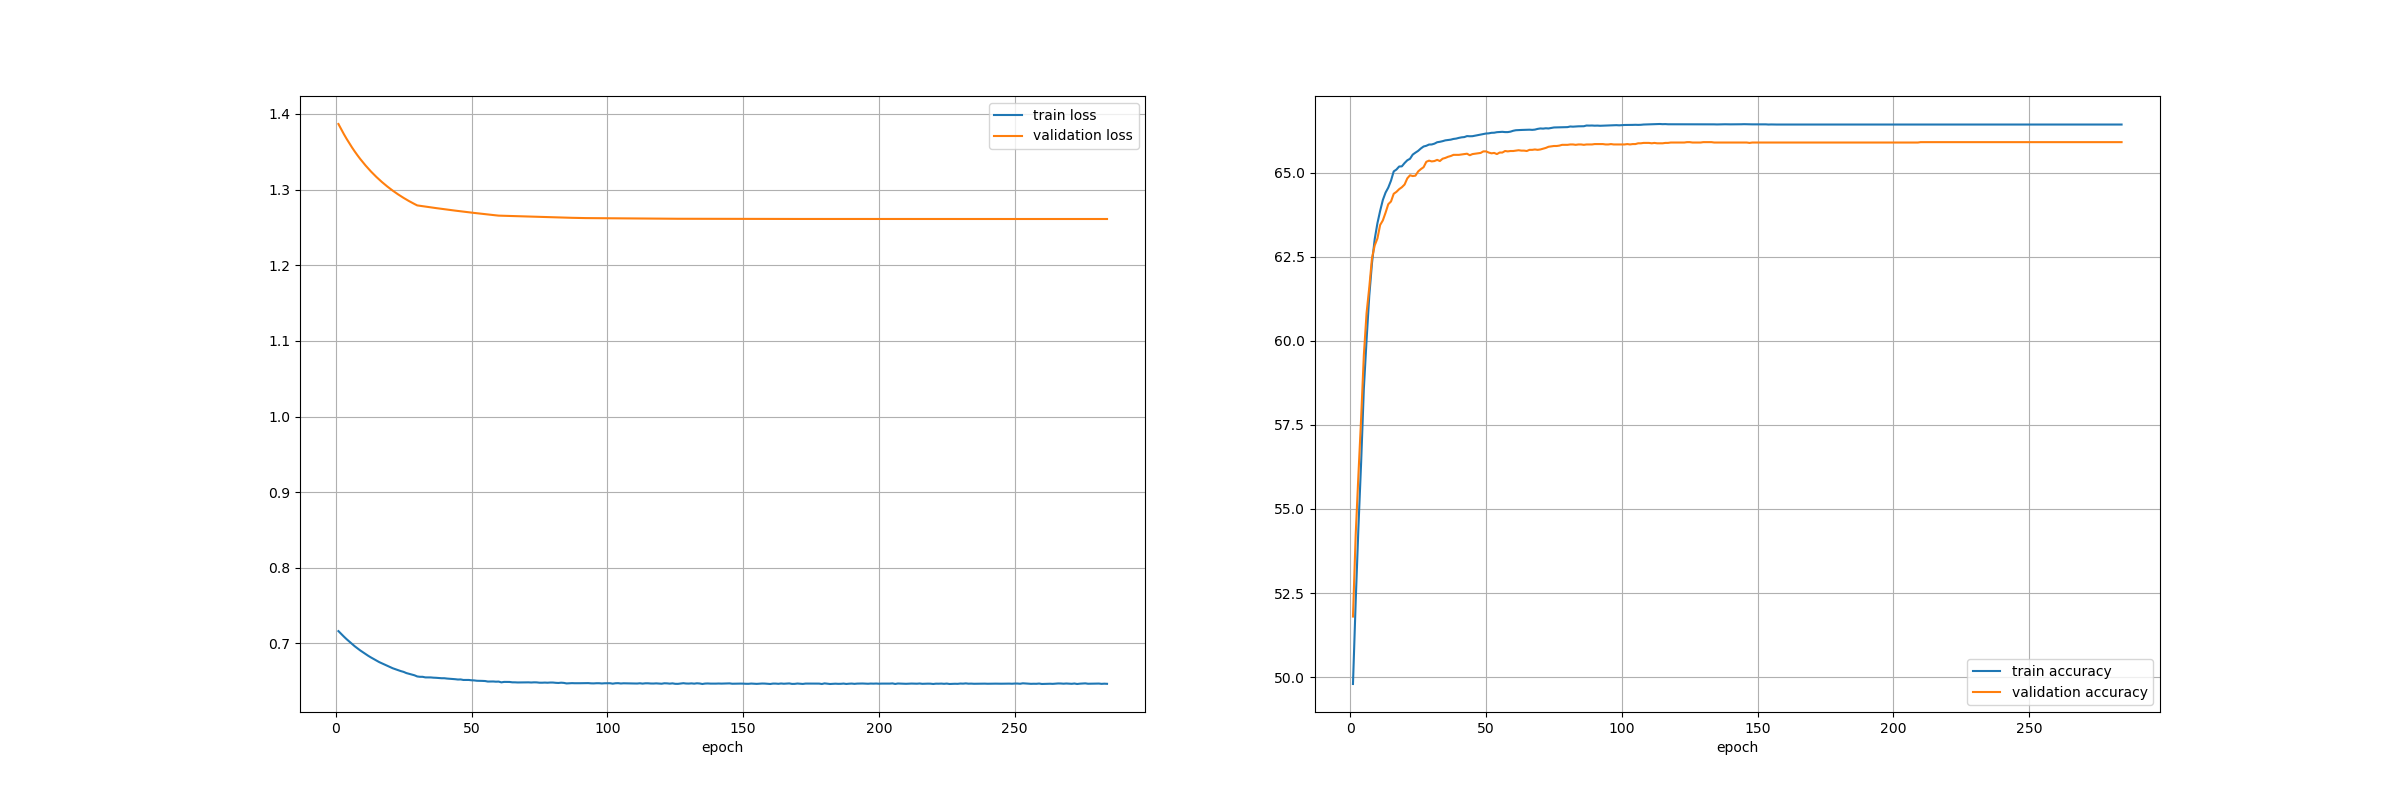 1.4
1.3
1.2
1.1
1.0
0.9
0.8
0.7
0 50 100 150 200 250
epoch
train loss
validation loss
65.0
62.5
60.0
57.5
55.0
52.5
50.0
0 50 100 150 200 250
epoch
train accuracy
validation accuracy